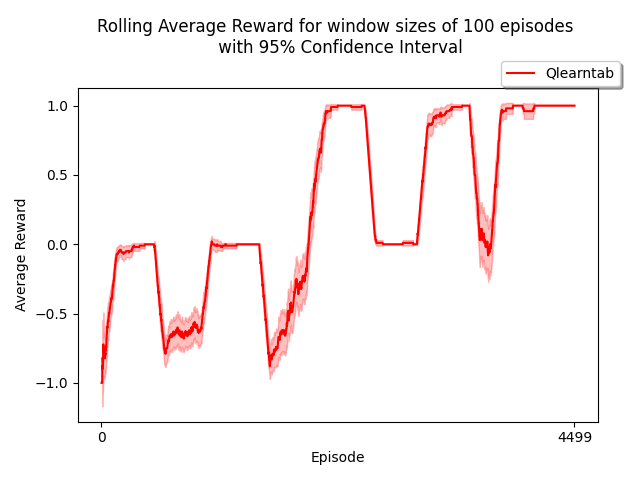 Rolling Average Reward for window sizes of 100 episodes
with 95% Confidence Interval
Qlearntab
1.0
0.5
0.0
−0.5
−1.0
Average Reward
0
4499
Episode